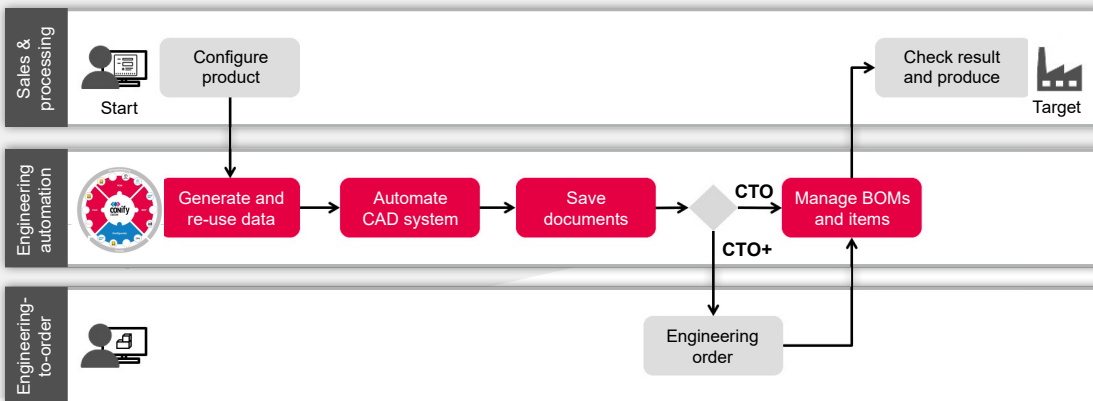 Sales &
processing
Start
Configure
product
Check result
and produce
Target
Engineering
automation
conify
Generate and
re-use data
Automate
CAD system
Save
documents
CTO
CTO+
Manage BOMs
and items
Engineering-
to-order
Engineering
order